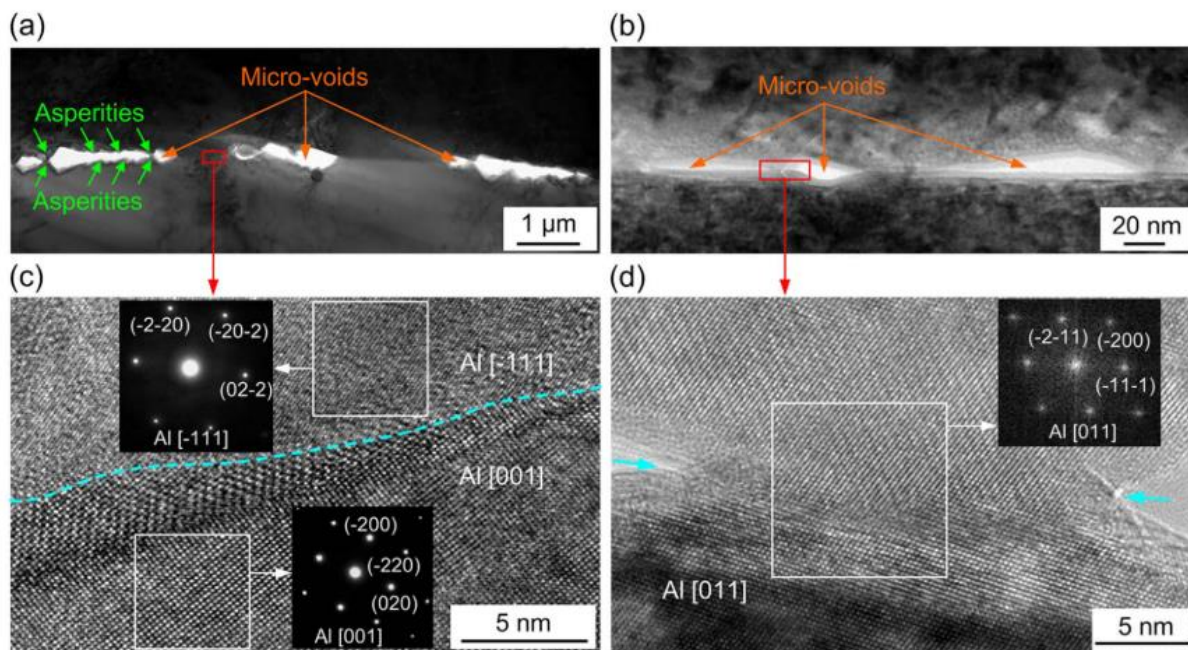 (a)
Asperities
Micro-voids
Asperities
1 μm
(b)
Micro-voids
20 nm
(c)
(-2-20)
(-20-2)
(02-2)
Al [-111]
Al [-111]
Al [001]
(-200)
(-220)
(020)
Al [001]
5 nm
(d)
(-2-11)
(-200)
(-11-1)
Al [011]
Al [011]
5 nm